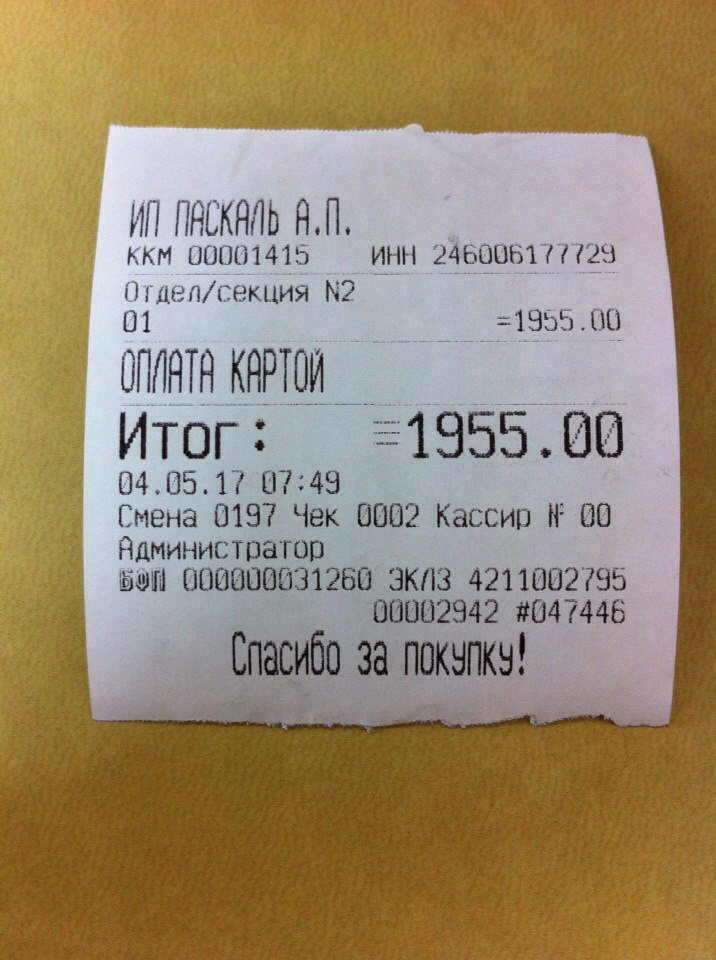 ИП ПАСКАЛЬ А.П.
ККМ 00001415 ИНН 246006177729
Отдел/секция N2
01 =1955.00
ОПЛАТА КАРТОЙ
Итог: =1955.00
04.05.17 07:49
Смена 0197 Чек 0002 Кассир № 00
Администратор
БФП 000000031260 ЭКЛЗ 4211002795
00002942 #047446
Спасибо за покупку!